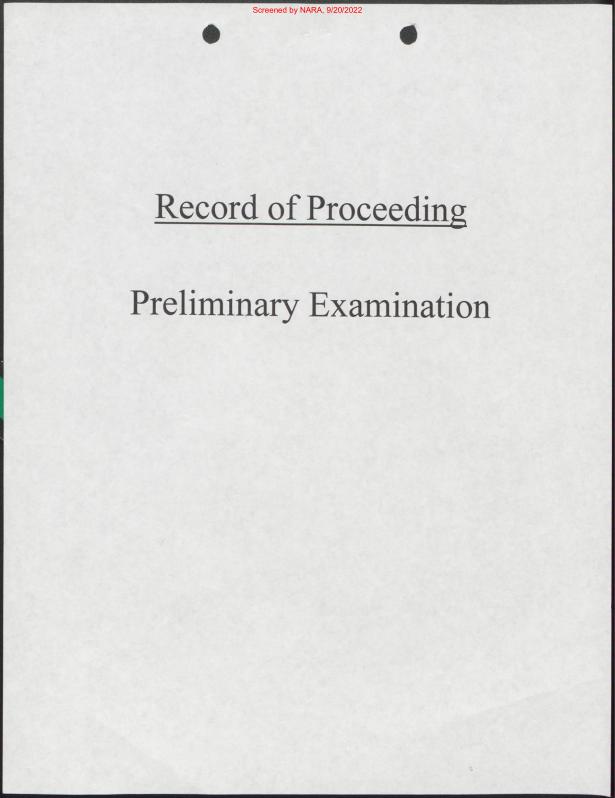 Screened by NARA, 9/20/2022
Record of Proceeding
Preliminary Examination